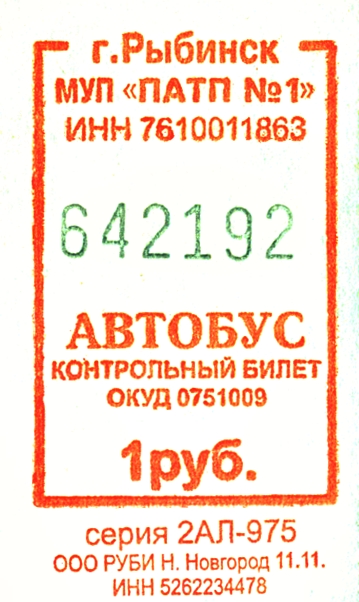 г.Рыбинск
МУП «ПАТП №1»
ИНН 7610011863
642192
АВТОБУС
КОНТРОЛЬНЫЙ БИЛЕТ
ОКУД 0751009
1руб.
серия 2АЛ-975
ООО РУБИ Н. Новгород 11.11.
ИНН 5262234478